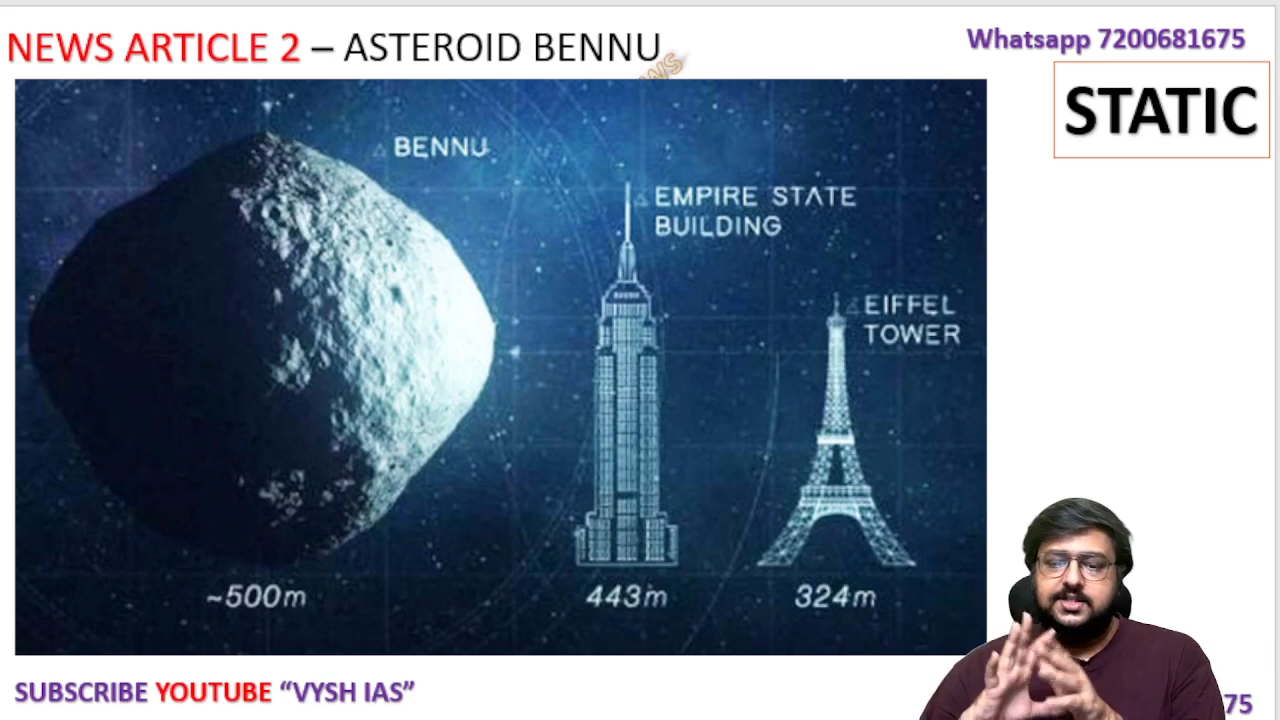 NEWS ARTICLE 2 – ASTEROID BENNU
Whatsapp 7200681675
STATIC
BENNU
EMPIRE STATE
BUILDING
EIFFEL
TOWER
~500m
443m
324m
SUBSCRIBE YOUTUBE “VYSH IAS”
75